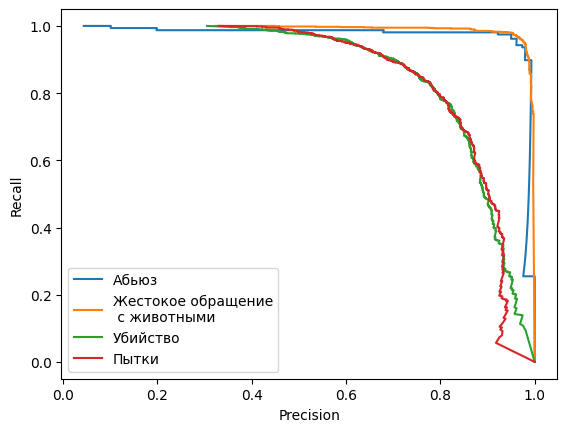 1.0
0.8
0.6
0.4
0.2
0.0
Recall
Абьюз
Жестокое обращение
с животными
Убийство
Пытки
0.0 0.2 0.4 0.6 0.8 1.0
Precision